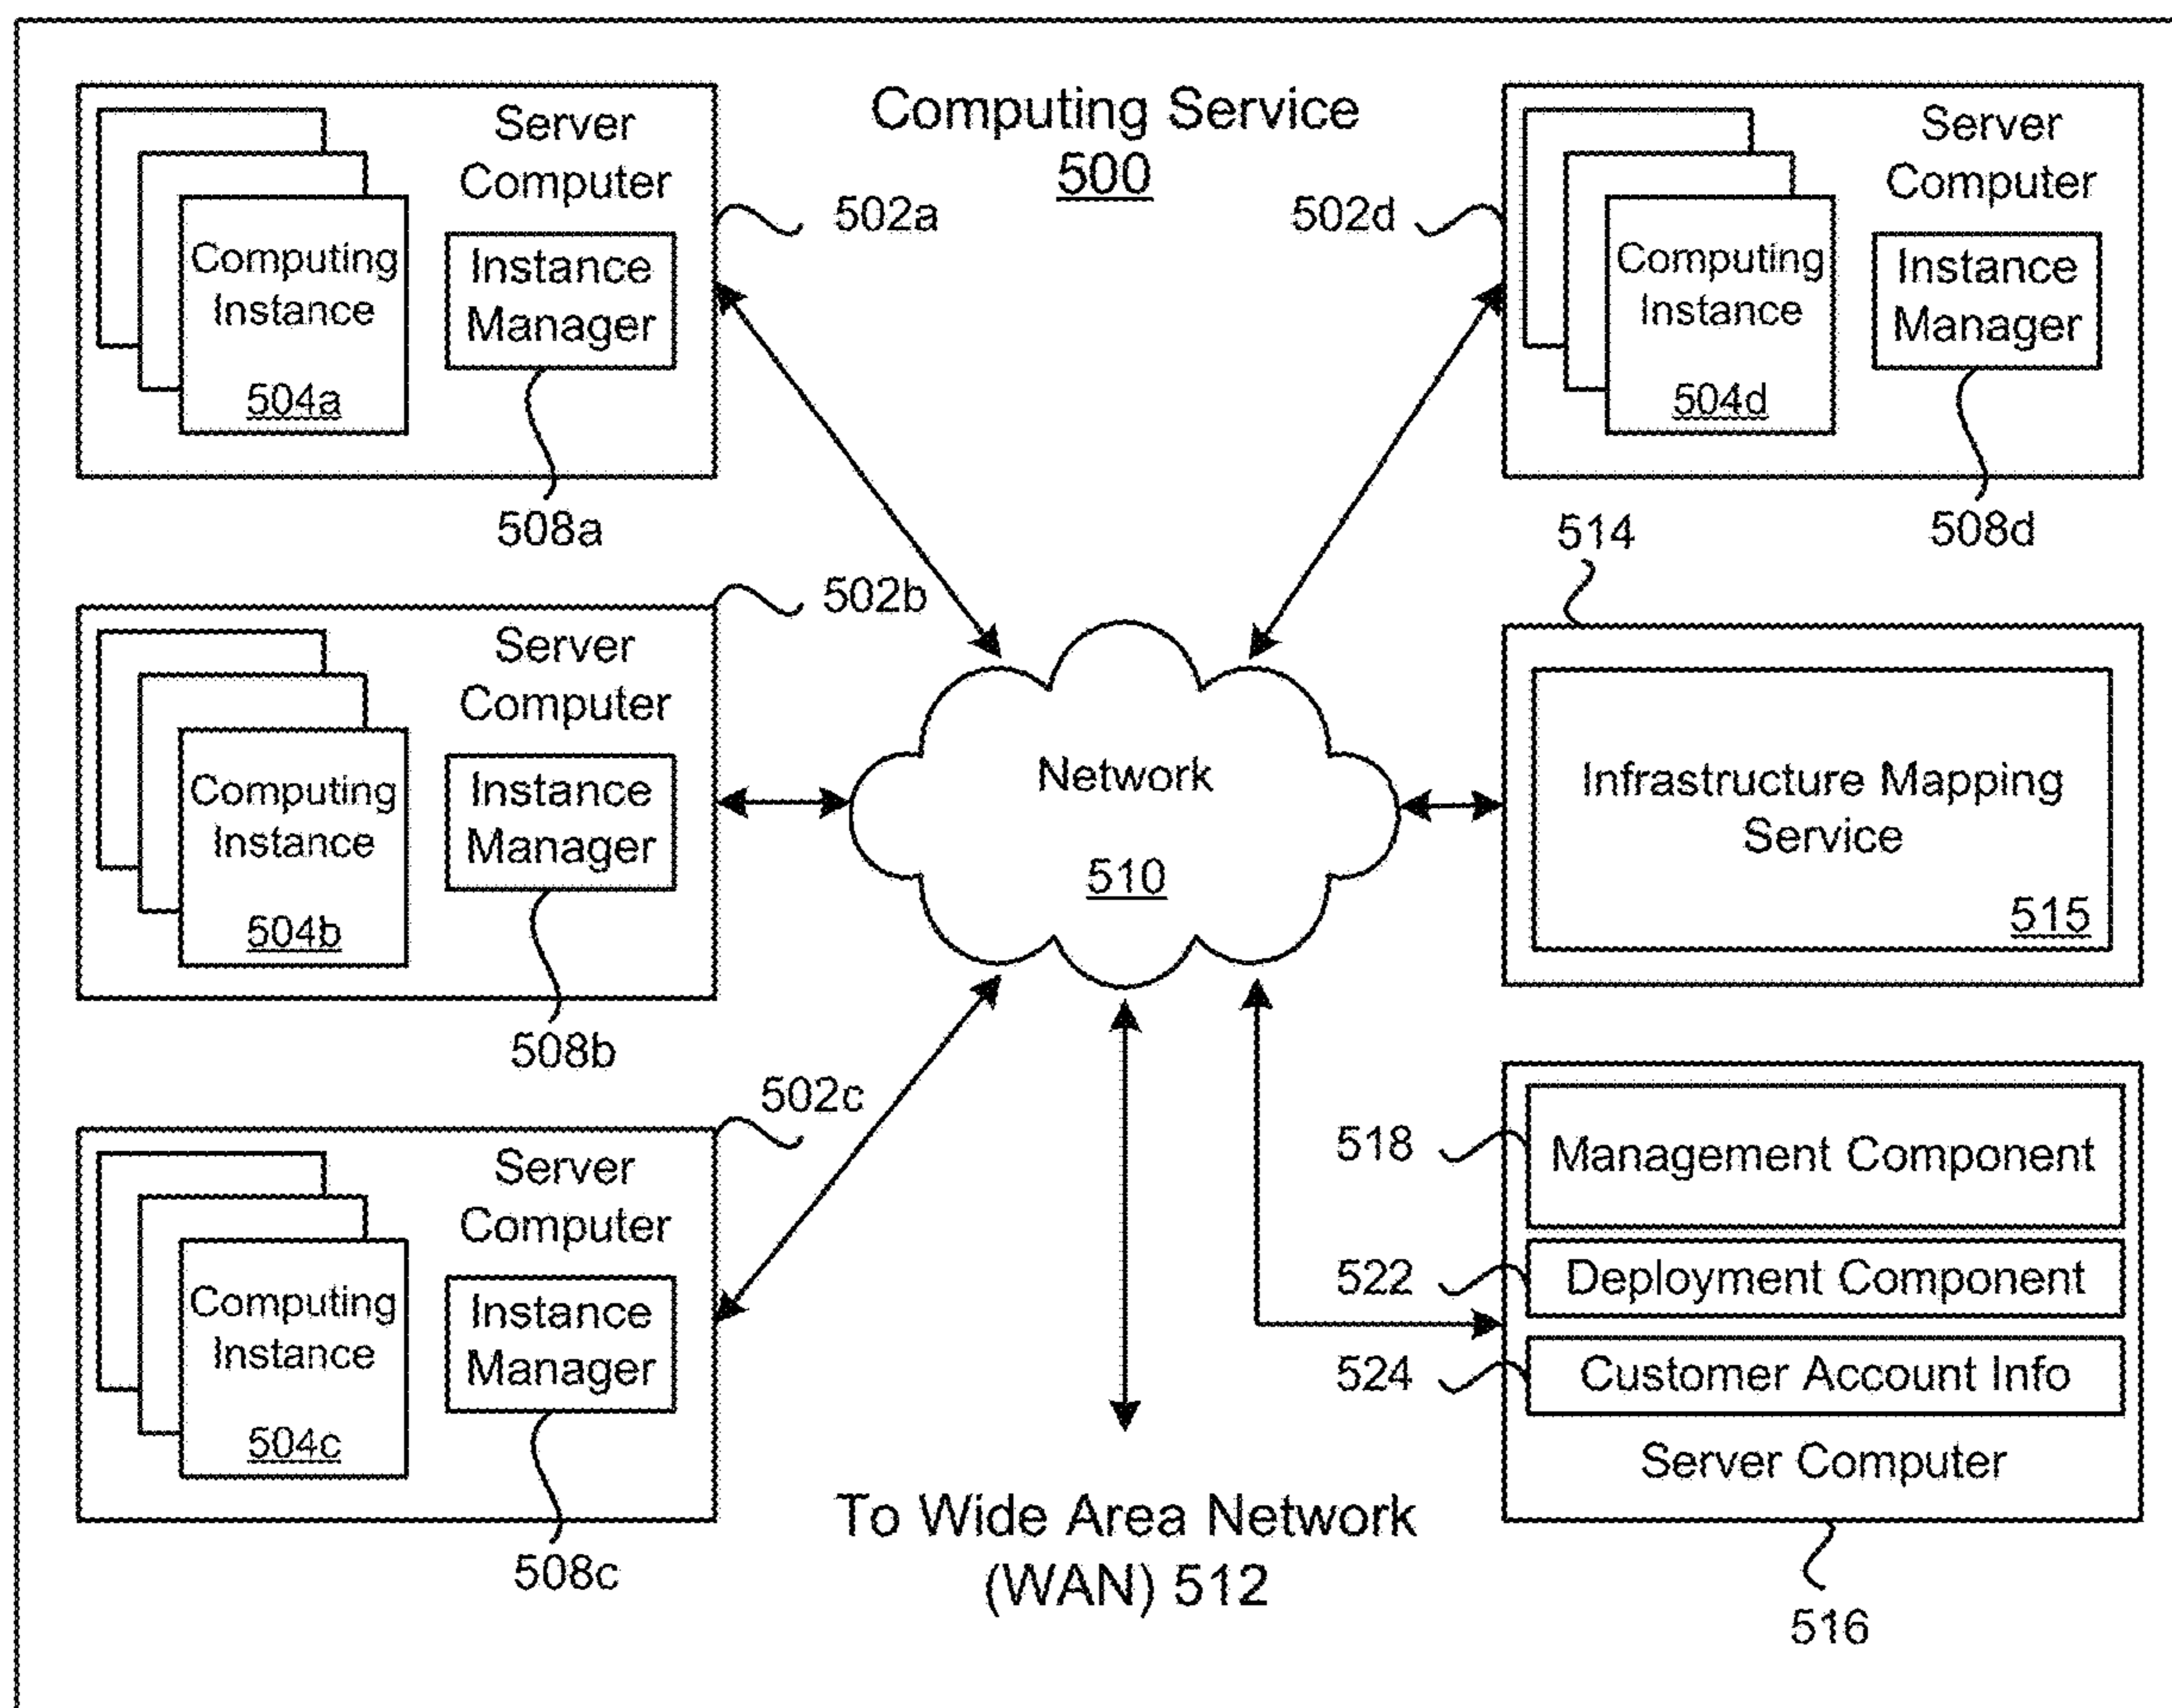 Computing Service
500
Server
Computer
Computing
Instance
504a
Instance
Manager
502a
508a
Server
Computer
Computing
Instance
504d
Instance
Manager
502d
508d
Server
Computer
Computing
Instance
504b
Instance
Manager
502b
508b
Network
510
514
Infrastructure Mapping
Service
515
Server
Computer
Computing
Instance
504c
Instance
Manager
502c
508c
To Wide Area Network
(WAN) 512
518
Management Component
522
Deployment Component
524
Customer Account Info
Server Computer
516